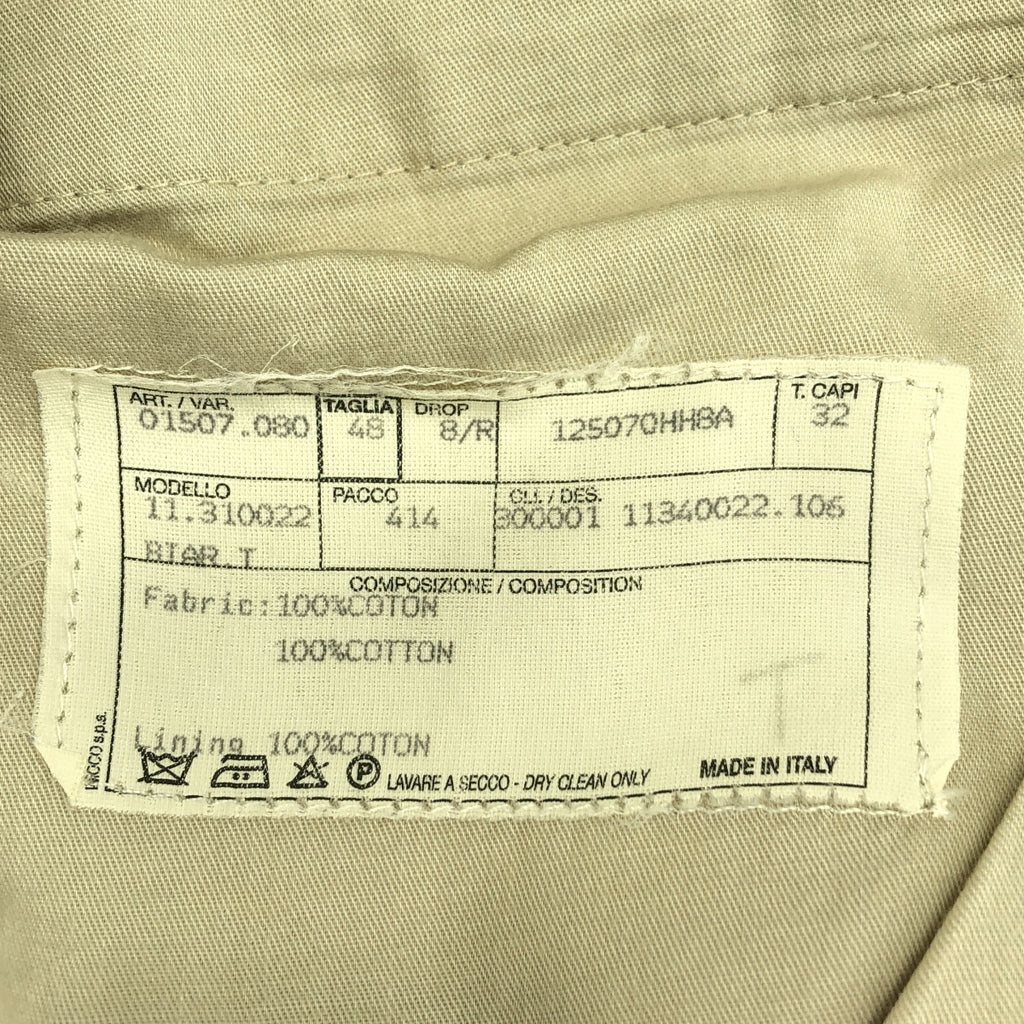 ART. / VAR. TAGLIA DROP T. CAPI
01507.080 48 8/R 125070HH8A 32
MODELLO PACCO CLI. / DES.
11.310022 414 300001 11340022.106
BIAR.T
COMPOSIZIONE / COMPOSITION
Fabric:100%COTON
100%COTTON
Lining 100%COTON
P LAVARE A SECCO - DRY CLEAN ONLY MADE IN ITALY
s.p.a.